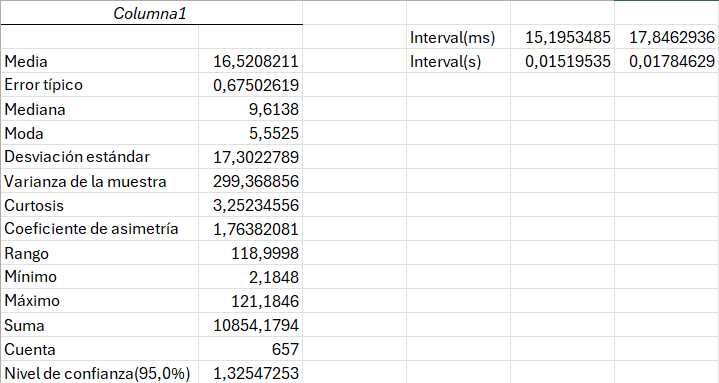 Columna1
Interval(ms) 15,1953485 17,8462936
Media 16,5208211 Interval(s) 0,01519535 0,01784629
Error típico 0,67502619
Mediana 9,6138
Moda 5,5525
Desviación estándar 17,3022789
Varianza de la muestra 299,368856
Curtosis 3,25234556
Coeficiente de asimetría 1,76382081
Rango 118,9998
Mínimo 2,1848
Máximo 121,1846
Suma 10854,1794
Cuenta 657
Nivel de confianza(95,0%) 1,32547253